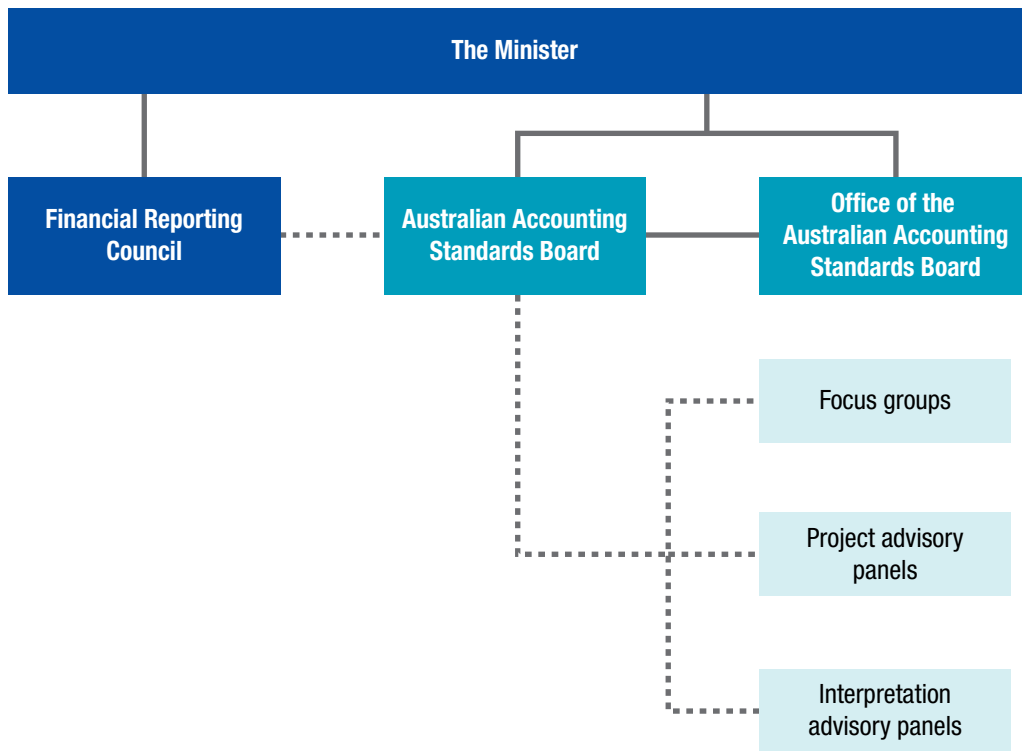 The Minister
Financial Reporting
Council
Australian Accounting
Standards Board
Office of the
Australian Accounting
Standards Board
Focus groups
Project advisory
panels
Interpretation
advisory panels